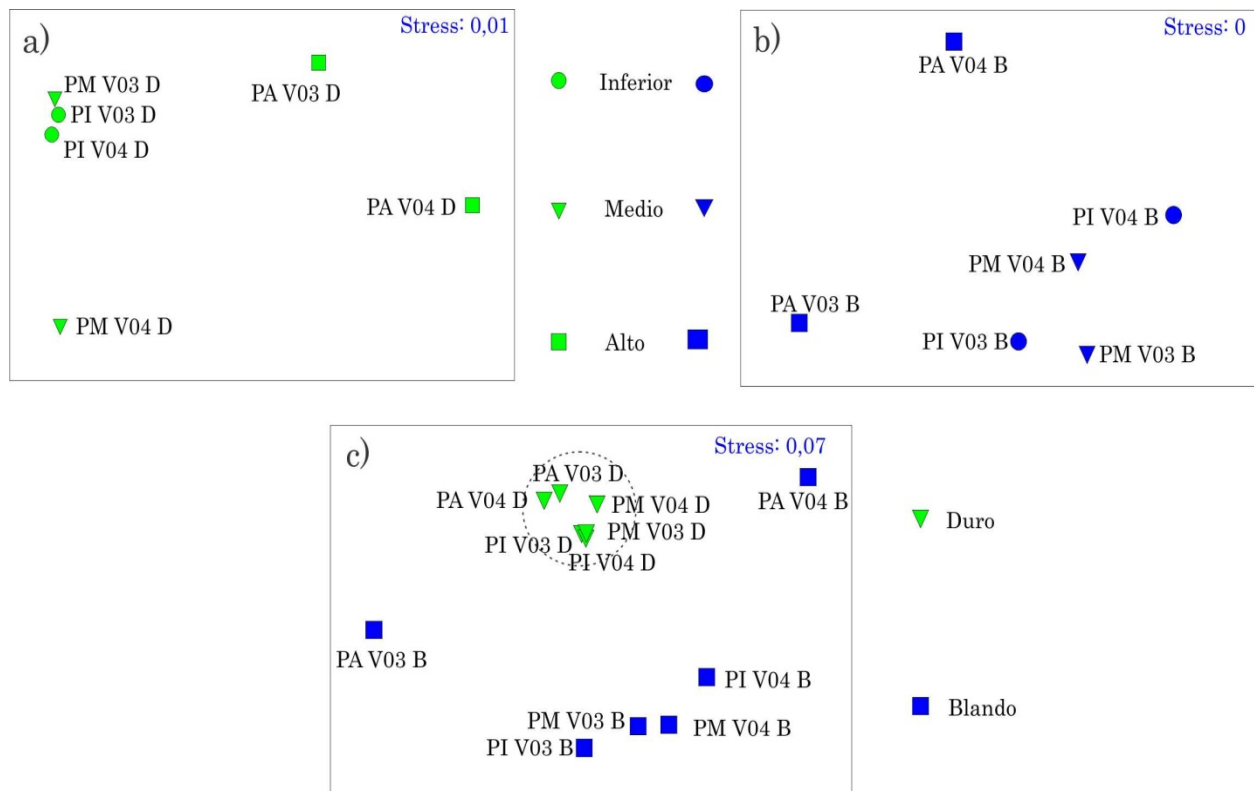 a)
Stress: 0,01
PM V03 D
PI V03 D
PI V04 D
PA V03 D
PA V04 D
PM V04 D
Inferior
Medio
Alto
b)
Stress: 0
PA V04 B
PI V04 B
PM V04 B
PA V03 B
PI V03 B
PM V03 B
c)
Stress: 0,07
PA V03 D
PA V04 D
PM V04 D
PM V03 D
PI V03 D
PI V04 D
PA V04 B
PA V03 B
PI V04 B
PM V03 B
PM V04 B
PI V03 B
Duro
Blando